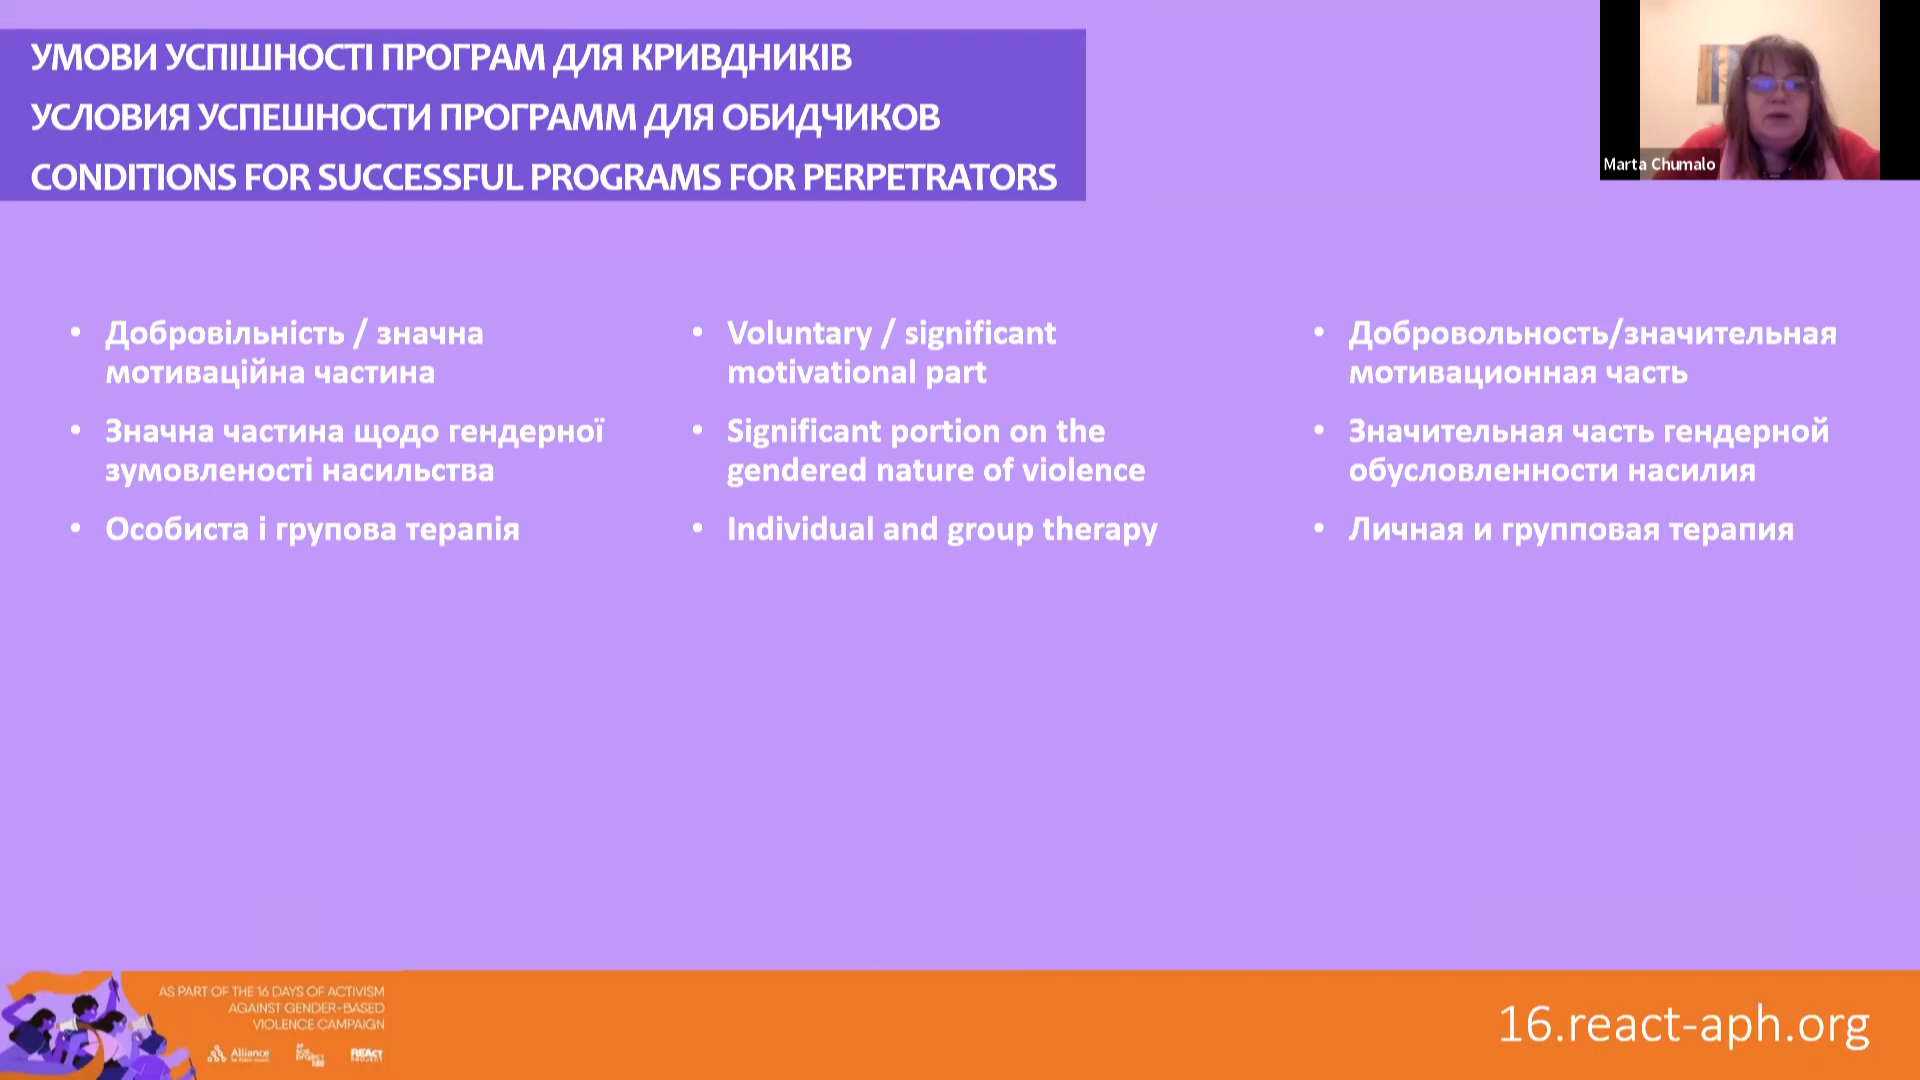 УМОВИ УСПІШНОСТІ ПРОГРАМ ДЛЯ КРИВДНИКІВ
УСЛОВИЯ УСПЕШНОСТИ ПРОГРАММ ДЛЯ ОБИДЧИКОВ
CONDITIONS FOR SUCCESSFUL PROGRAMS FOR PERPETRATORS
Marta Chumalo
• Добровільність / значна
мотиваційна частина
• Значна частина щодо гендерної
зумовленості насильства
• Особиста і групова терапія
• Voluntary / significant
motivational part
• Significant portion on the
gendered nature of violence
• Individual and group therapy
• Добровольность/значительная
мотивационная часть
• Значительная часть гендерной
обусловленности насилия
• Личная и групповая терапия
AS PART OF THE 16 DAYS OF ACTIVISM
AGAINST GENDER-BASED
VIOLENCE CAMPAIGN
Alliance
REAct
16.react-aph.org